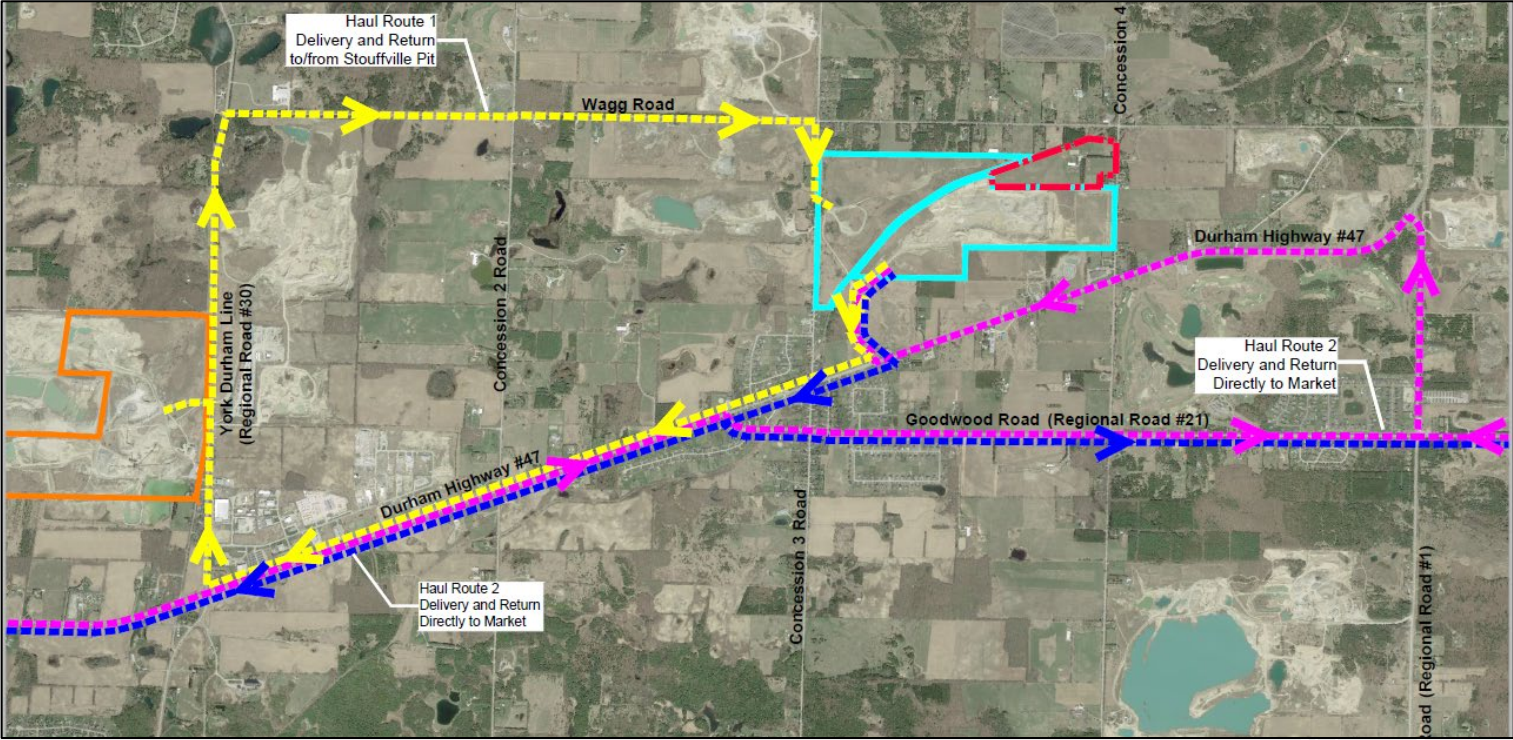 Haul Route 1
Delivery and Return
to/from Stouffville Pit
Wagg Road
Concession 4
Concession 2 Road
York Durham Line
(Regional Road #30)
Durham Highway #47
Haul Route 2
Delivery and Return
Directly to Market
Goodwood Road (Regional Road #21)
Durham Highway #47
Haul Route 2
Delivery and Return
Directly to Market
Concession 3 Road
Road (Regional Road #1)